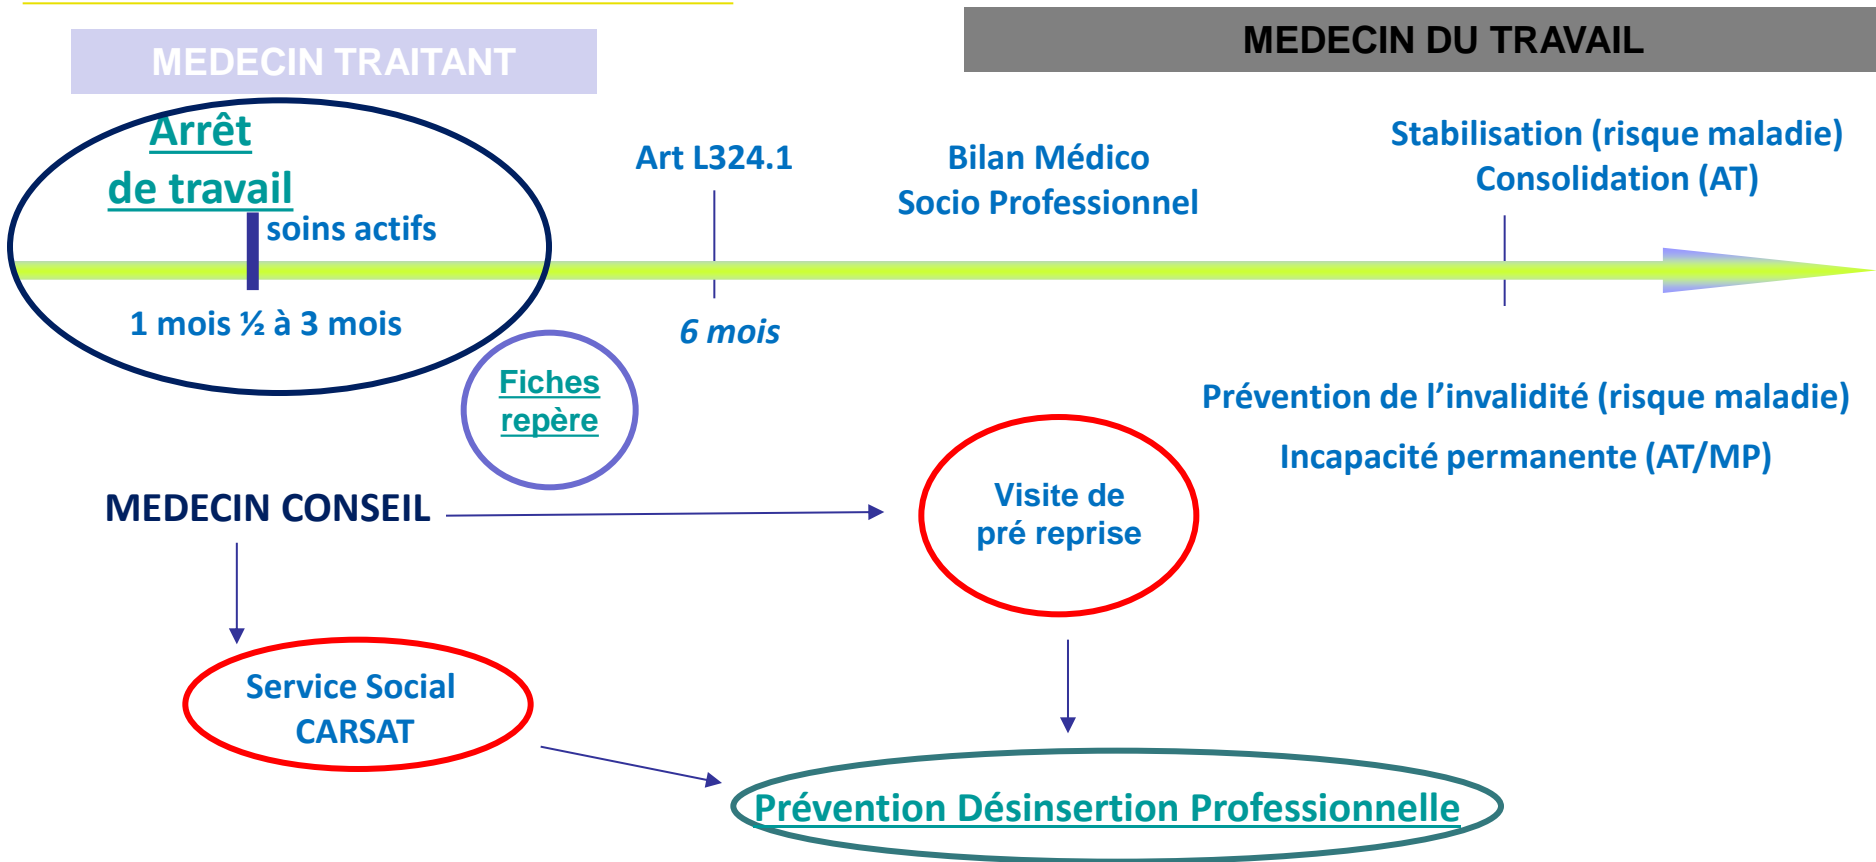 MEDECIN TRAITANT
MEDECIN DU TRAVAIL
Arrêt
de travail
soins actifs
1 mois ½ à 3 mois
Art L324.1
6 mois
Bilan Médico
Socio Professionnel
Stabilisation (risque maladie)
Consolidation (AT)
Fiches
repère
Prévention de l’invalidité (risque maladie)
Incapacité permanente (AT/MP)
MEDECIN CONSEIL
Visite de
pré reprise
Service Social
CARSAT
Prévention Désinsertion Professionnelle